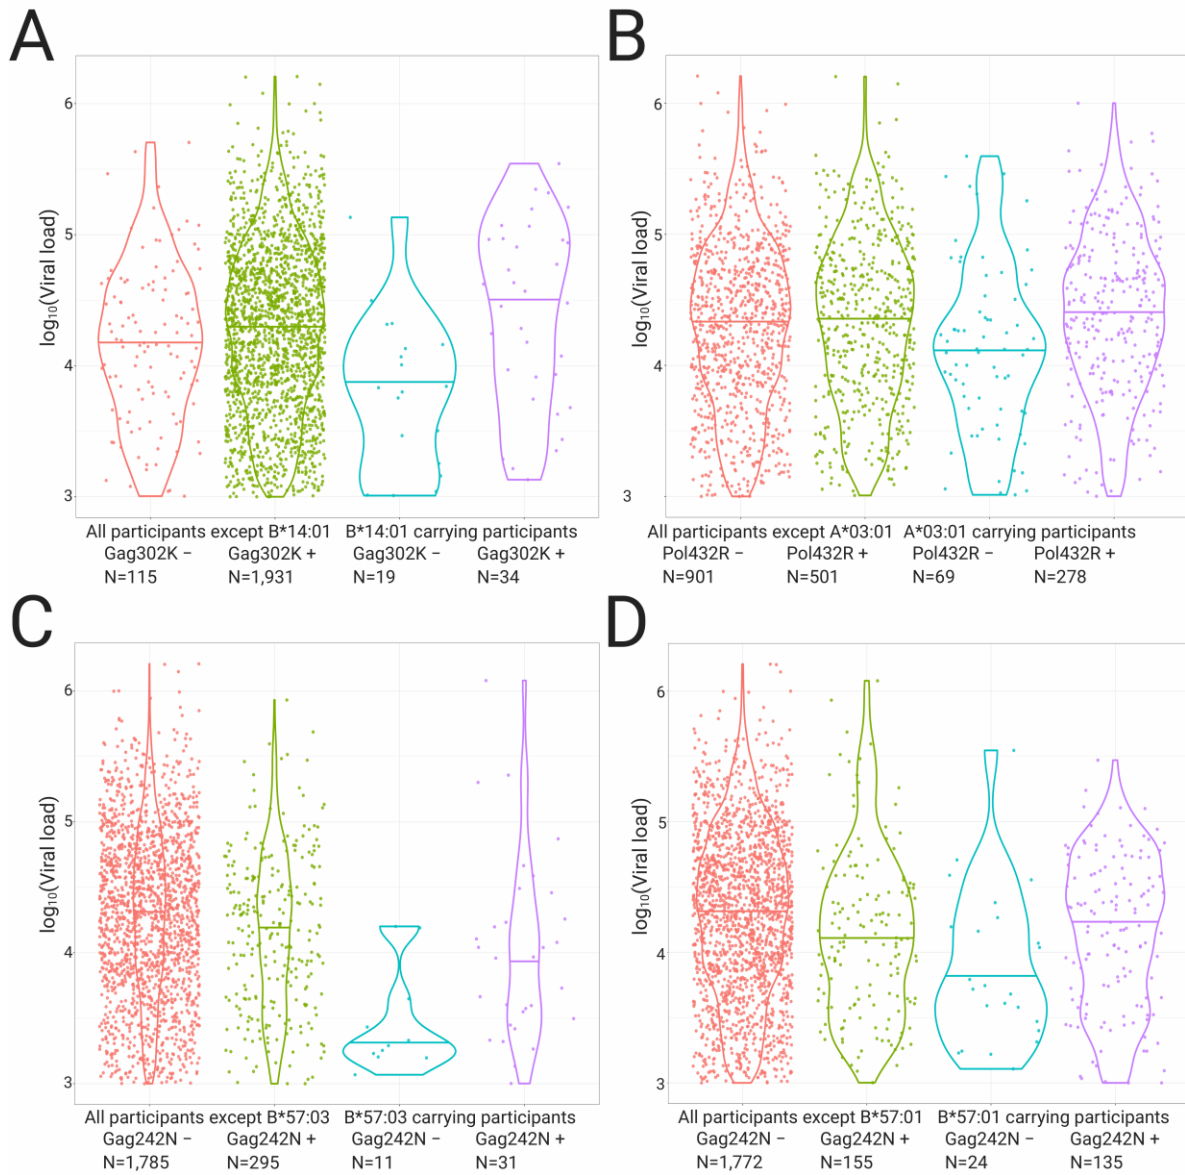 A
B
log₁₀(Viral load)
6
5
4
3
All participants except B*14:01
B*14:01 carrying participants
Gag302K −
Gag302K +
Gag302K −
Gag302K +
N=115
N=1,931
N=19
N=34
log₁₀(Viral load)
6
5
4
3
All participants except A*03:01
A*03:01 carrying participants
Pol432R −
Pol432R +
Pol432R −
Pol432R +
N=901
N=501
N=69
N=278
C
D
log₁₀(Viral load)
6
5
4
3
All participants except B*57:03
B*57:03 carrying participants
Gag242N −
Gag242N +
Gag242N −
Gag242N +
N=1,785
N=295
N=11
N=31
log₁₀(Viral load)
6
5
4
3
All participants except B*57:01
B*57:01 carrying participants
Gag242N −
Gag242N +
Gag242N −
Gag242N +
N=1,772
N=155
N=24
N=135